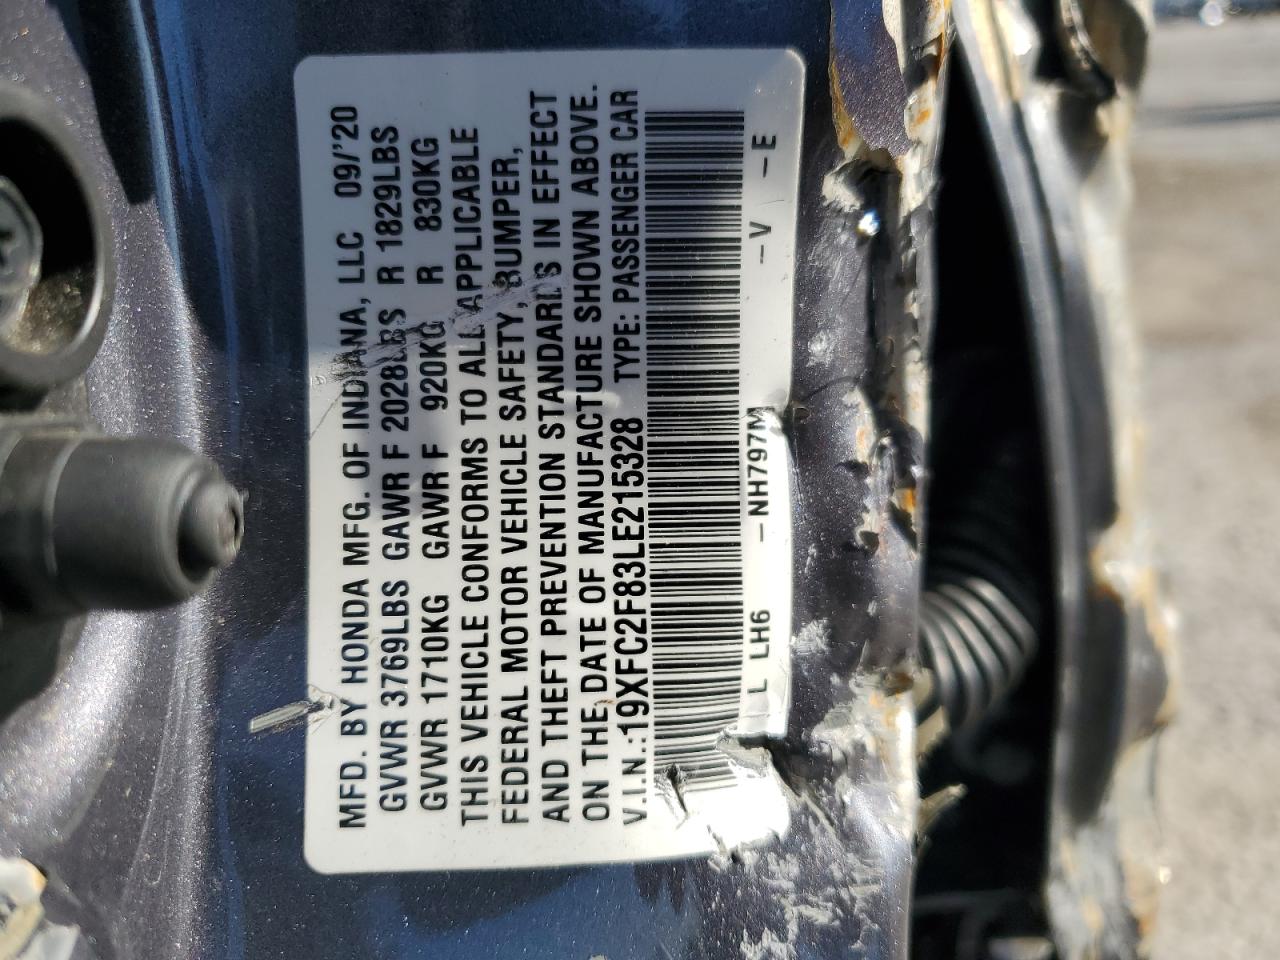 MFD. BY HONDA MFG. OF INDIANA, LLC 09/'20
GVWR 3769LBS GAWR F 2028LBS R 1829LBS
GVWR 1710KG GAWR F 920KG R 830KG
THIS VEHICLE CONFORMS TO ALL APPLICABLE
FEDERAL MOTOR VEHICLE SAFETY, BUMPER,
AND THEFT PREVENTION STANDARDS IN EFFECT
ON THE DATE OF MANUFACTURE SHOWN ABOVE.
V.I.N.:19XFC2F83LE215328 TYPE: PASSENGER CAR
L LH6 -NH797M --V -E